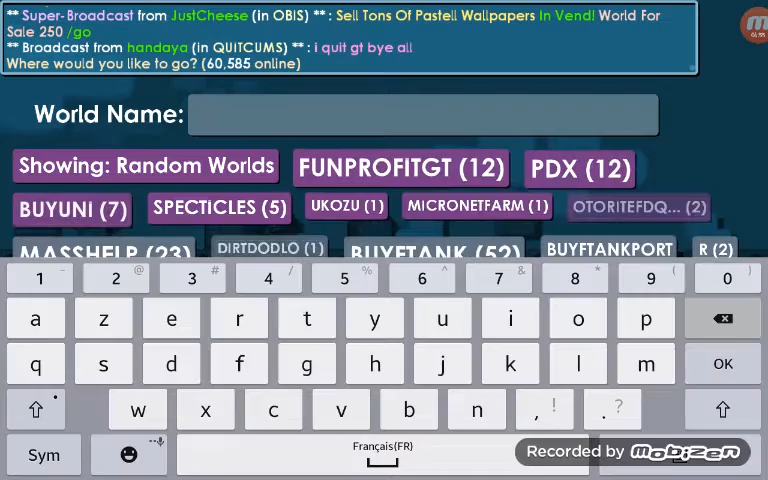 ** Super-Broadcast from JustCheese (in OBIS) ** : Sell Tons Of Pastell Wallpapers In Vend! World For
Sale 250 /go
** Broadcast from handaya (in QUITCUMS) ** : i quit gt bye all
Where would you like to go? (60,585 online)
World Name:
Showing: Random Worlds FUNPROFITGT (12) PDX (12)
BUYUNI (7) SPECTICLES (5) UKOZU (1) MICRONETFARM (1) OTORITEFDQ... (2)
MASSHELP (23) DIRTDODLO (1) BUYFTANK (52) BUYFTANKPORT R (2)
1 - 2 @ 3 # 4 / 5 % 6 ^ 7 & 8 * 9 ( 0 )
a z e r t y u i o p
q s d f g h j k l m OK
w x c v b n , ! . ?
Sym Français(FR)
Recorded by mobizen